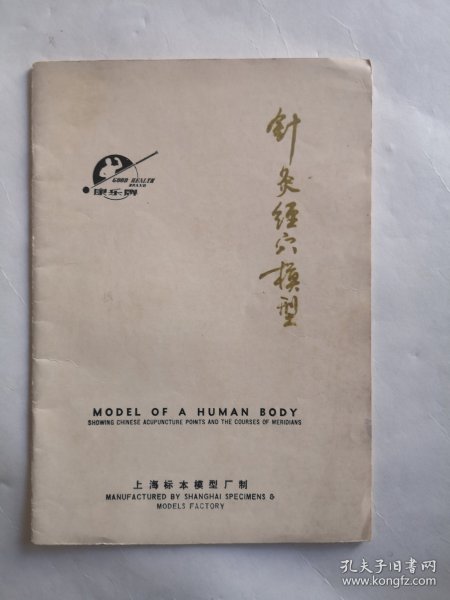 针灸经穴模型
GOOD HEALTH
BRAND
康乐牌
MODEL OF A HUMAN BODY
SHOWING CHINESE ACUPUNCTURE POINTS AND THE COURSES OF MERIDIANS
上海标本模型厂制
MANUFACTURED BY SHANGHAI SPECIMENS &
MODELS FACTORY
孔夫子旧书网
www.kongfz.com